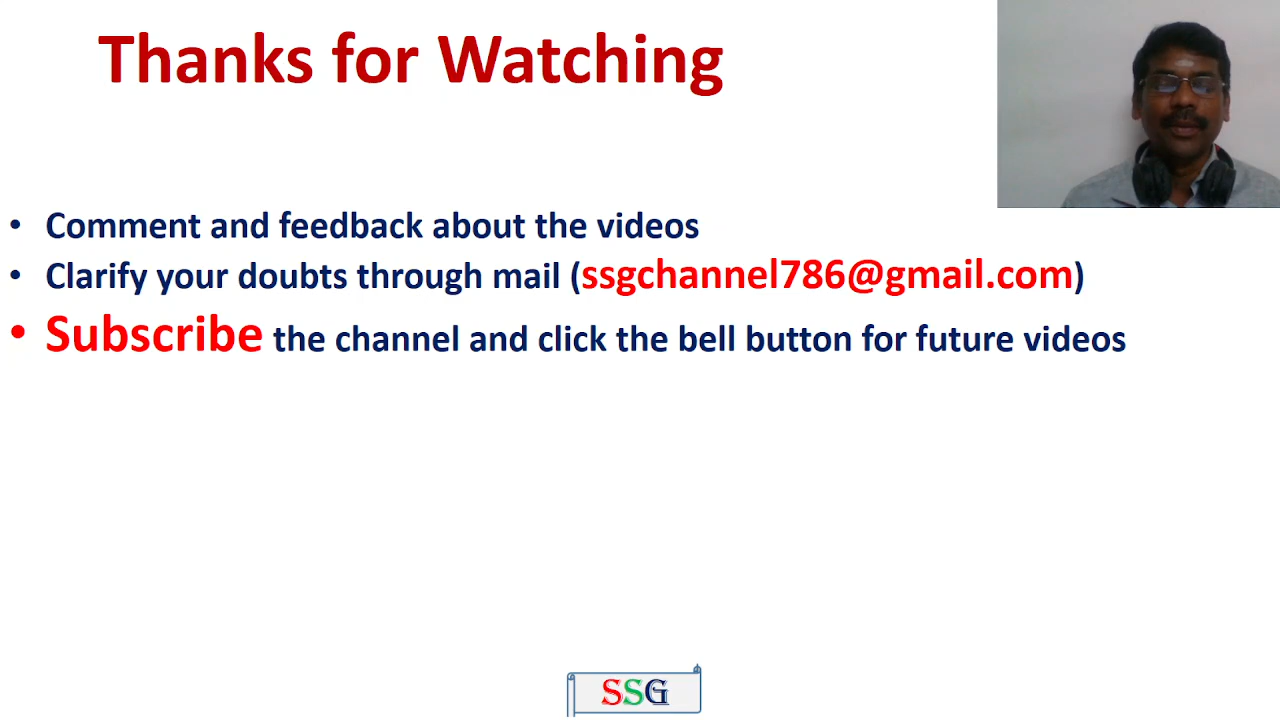 Thanks for Watching
• Comment and feedback about the videos
• Clarify your doubts through mail (ssgchannel786@gmail.com)
• Subscribe the channel and click the bell button for future videos
SSG